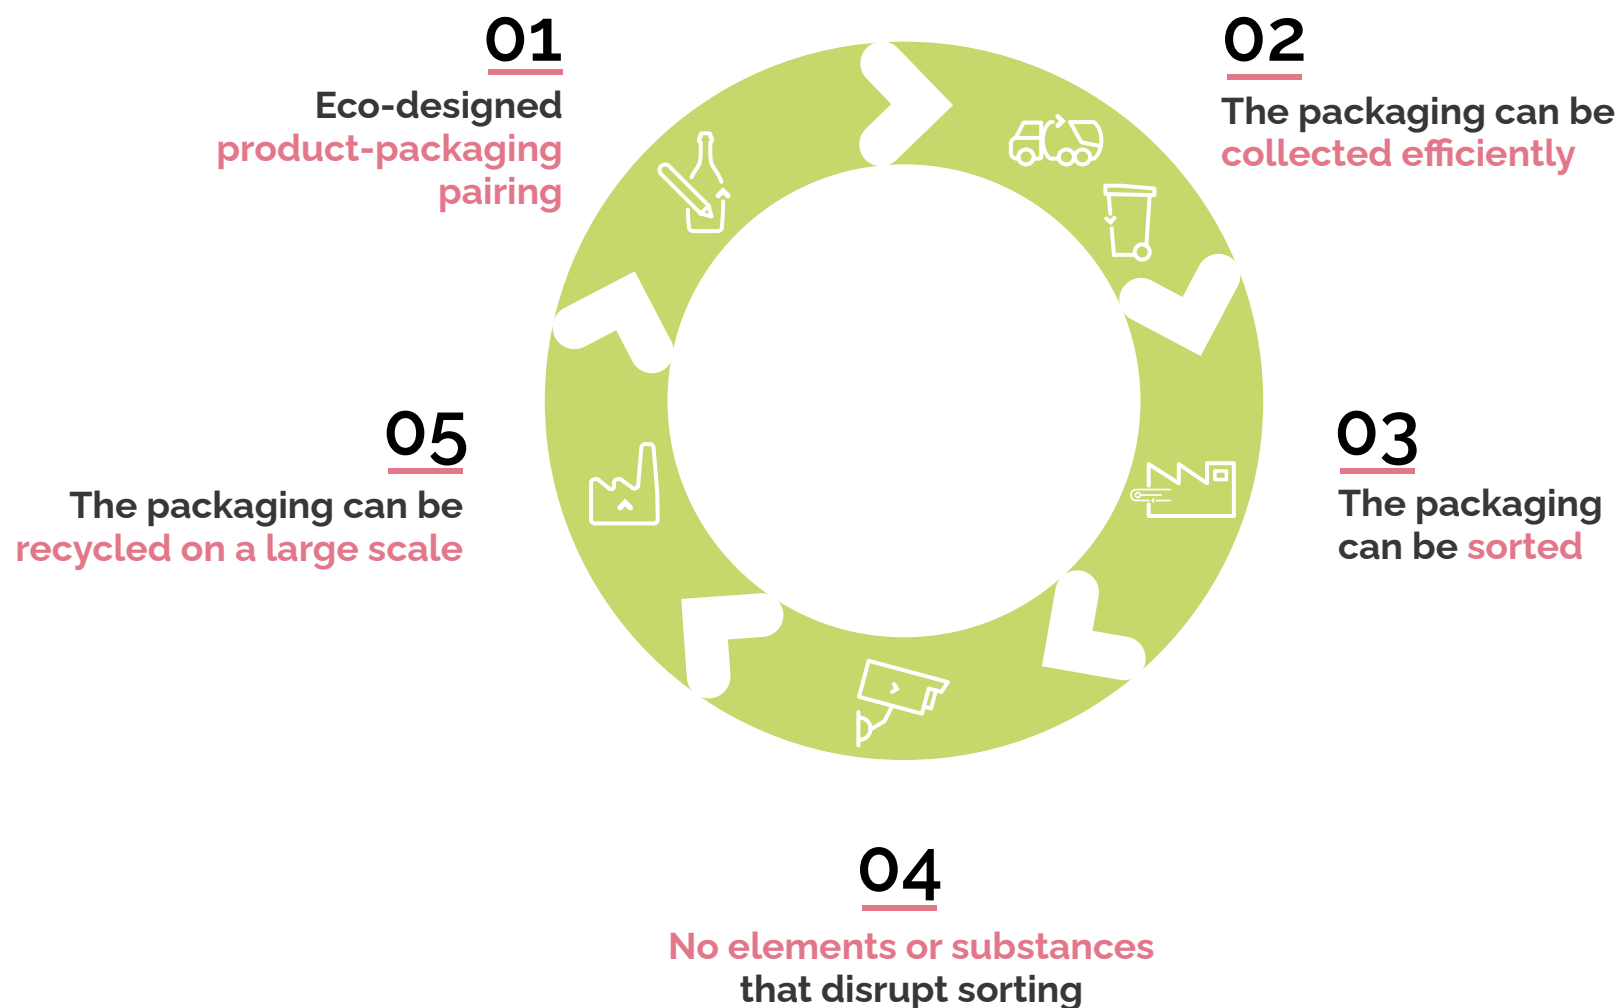 01
Eco-designed
product-packaging
pairing
02
The packaging can be
collected efficiently
03
The packaging
can be sorted
04
No elements or substances
that disrupt sorting
05
The packaging can be
recycled on a large scale